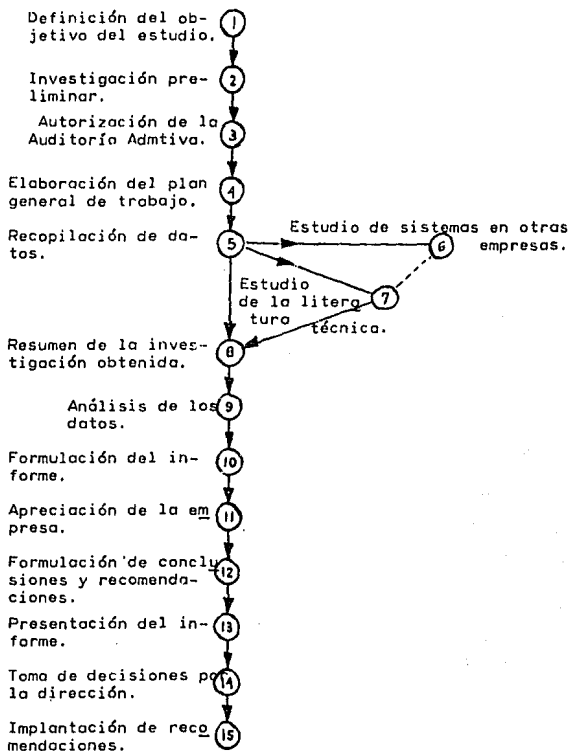 Definición del ob-
jetivo del estudio.
1
Investigación pre-
liminar.
2
Autorización de la
Auditoría Admtiva.
3
Elaboración del plan
general de trabajo.
4
Recopilación de da-
tos.
5
Estudio de sistemas en otras
empresas.
6
Estudio
de la litera
tura técnica.
7
Resumen de la inves-
tigación obtenida.
8
Análisis de los
datos.
9
Formulación del in-
forme.
10
Apreciación de la em
presa.
11
Formulación de conclu
siones y recomenda-
ciones.
12
Presentación del in-
forme.
13
Toma de decisiones por
la dirección.
14
Implantación de reco
mendaciones.
15